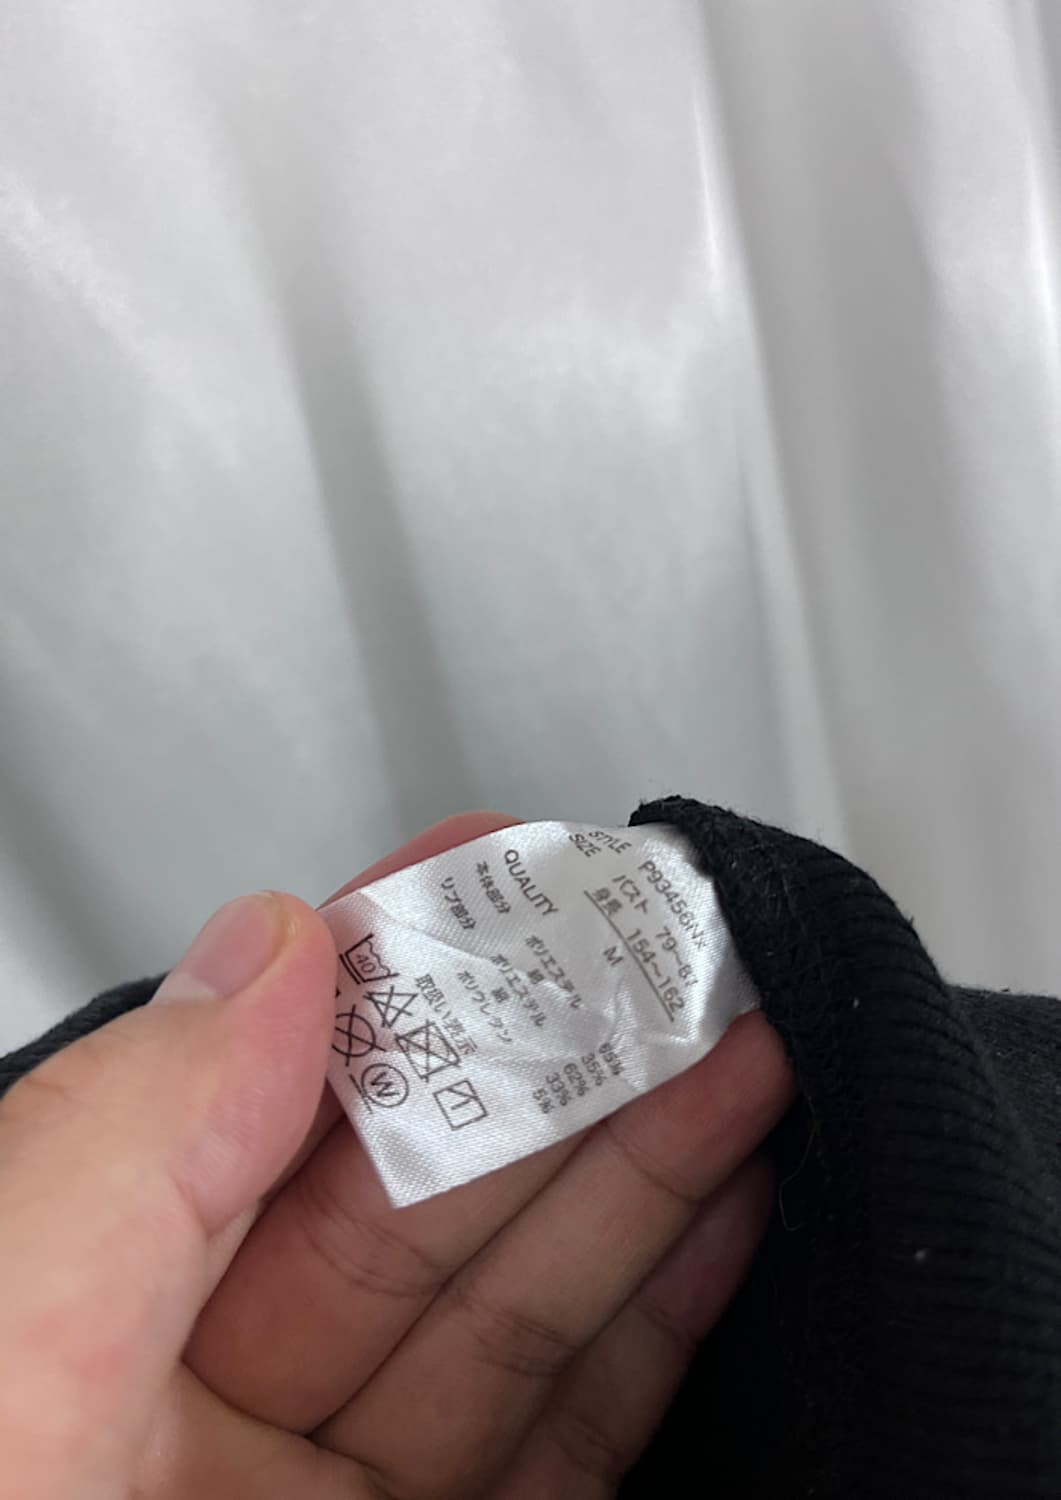 STYLE P93456NX
SIZE バスト 79～87
身長 154～162
M
QUALITY
本体部分 ポリエステル 65%
綿 35%
リブ部分 ポリエステル 62%
綿 33%
ポリウレタン 5%
取扱い表示
40
W